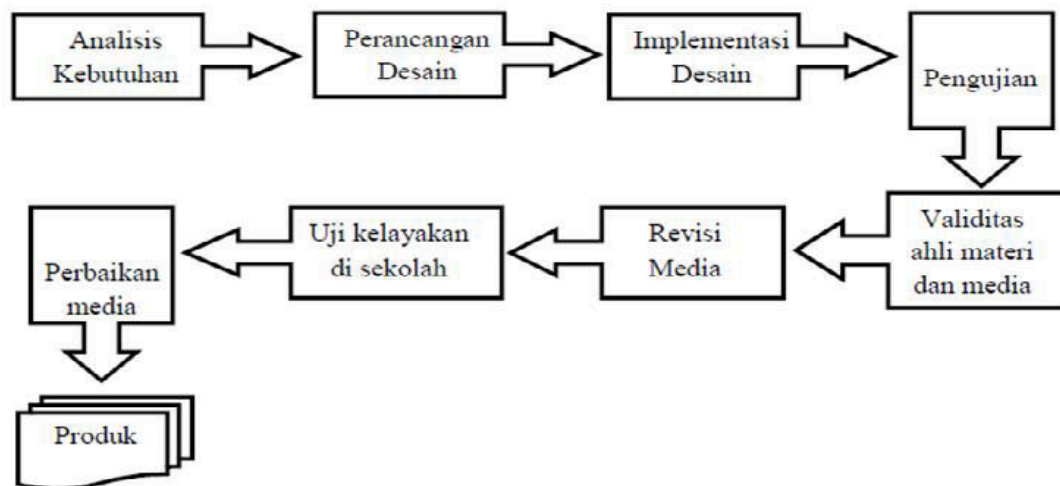 Analisis
Kebutuhan
Perancangan
Desain
Implementasi
Desain
Pengujian
Validitas
ahli materi
dan media
Revisi
Media
Uji kelayakan
di sekolah
Perbaikan
media
Produk